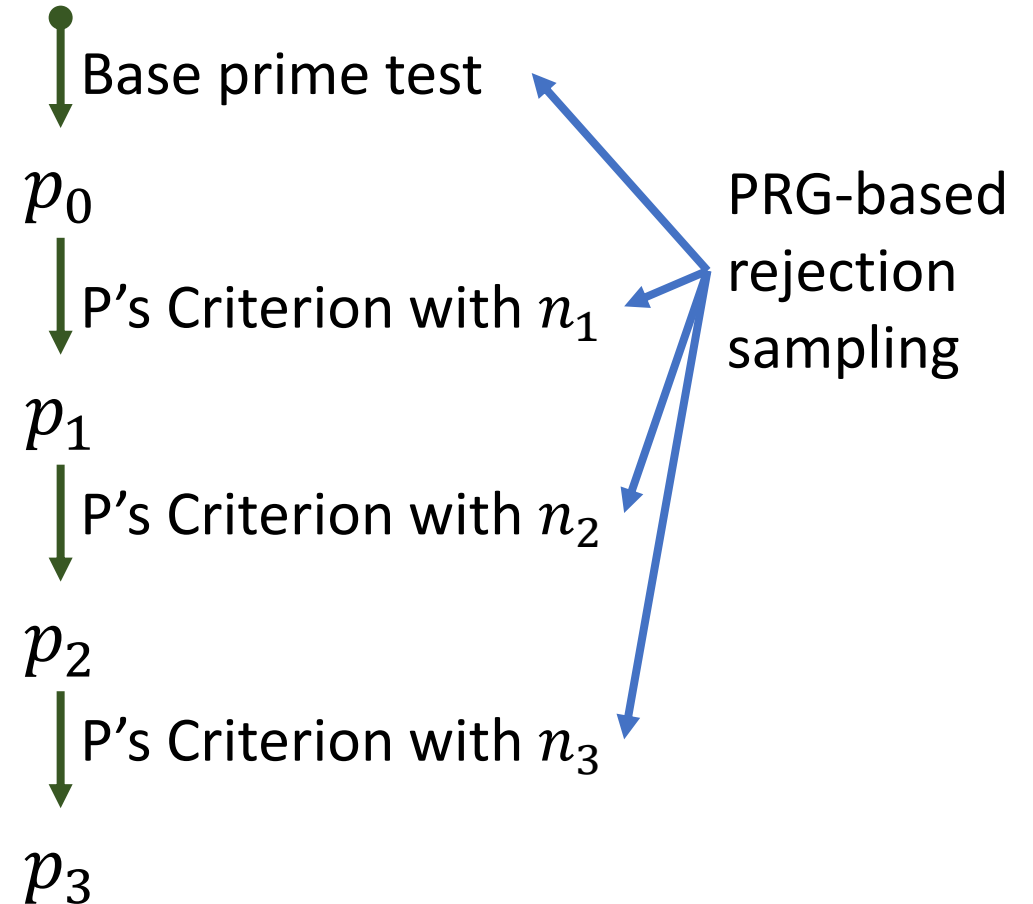 Base prime test
p₀
P’s Criterion with n₁
p₁
P’s Criterion with n₂
p₂
P’s Criterion with n₃
p₃
PRG-based
rejection
sampling